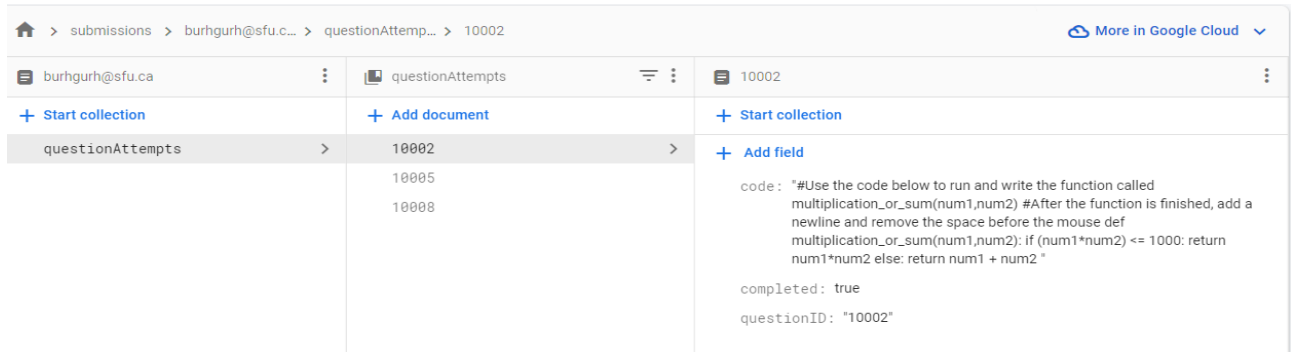 > submissions > burhgurh@sfu.c... > questionAttemp... > 10002
More in Google Cloud
burhgurh@sfu.ca
questionAttempts
10002
+ Start collection
+ Add document
+ Start collection
questionAttempts >
10002 >
10005
10008
+ Add field
code: "#Use the code below to run and write the function called
multiplication_or_sum(num1,num2) #After the function is finished, add a
newline and remove the space before the mouse def
multiplication_or_sum(num1,num2): if (num1*num2) <= 1000: return
num1*num2 else: return num1 + num2 "
completed: true
questionID: "10002"